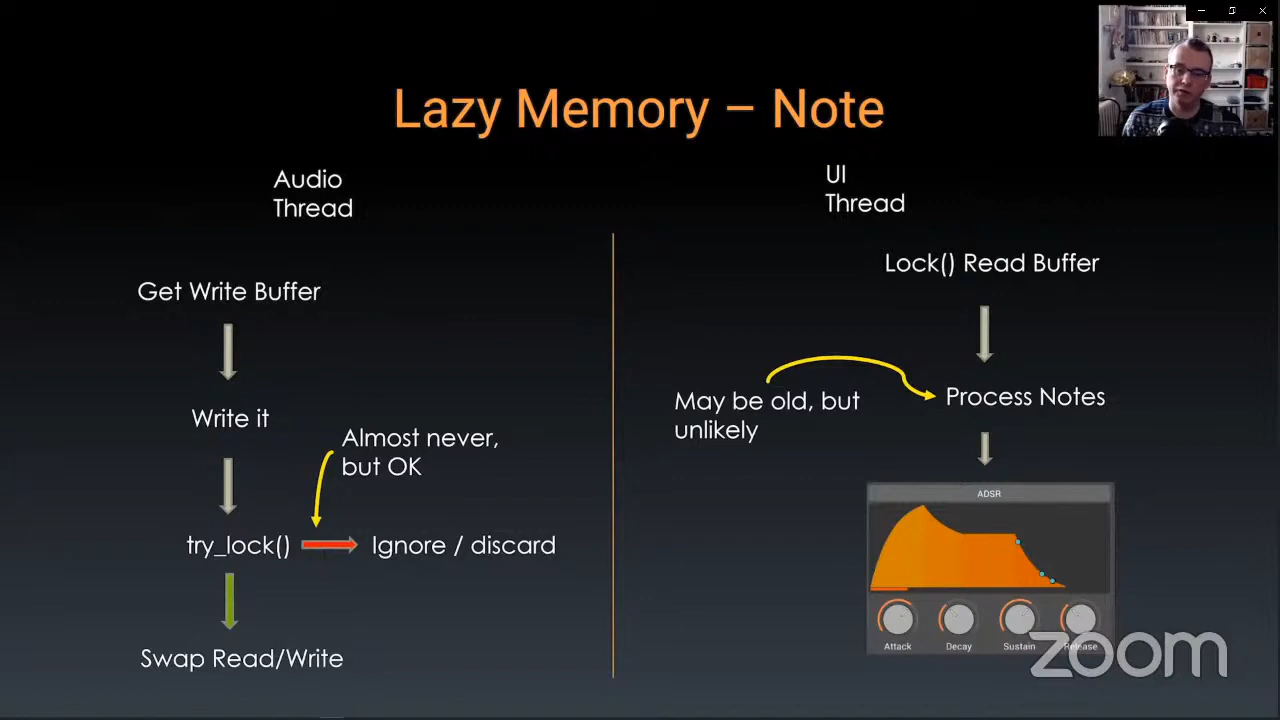 Lazy Memory – Note
Audio
Thread
Get Write Buffer
Write it
Almost never,
but OK
try_lock()
Ignore / discard
Swap Read/Write
UI
Thread
Lock() Read Buffer
May be old, but
unlikely
Process Notes
ADSR
Attack
Decay
Sustain
Release
zoom